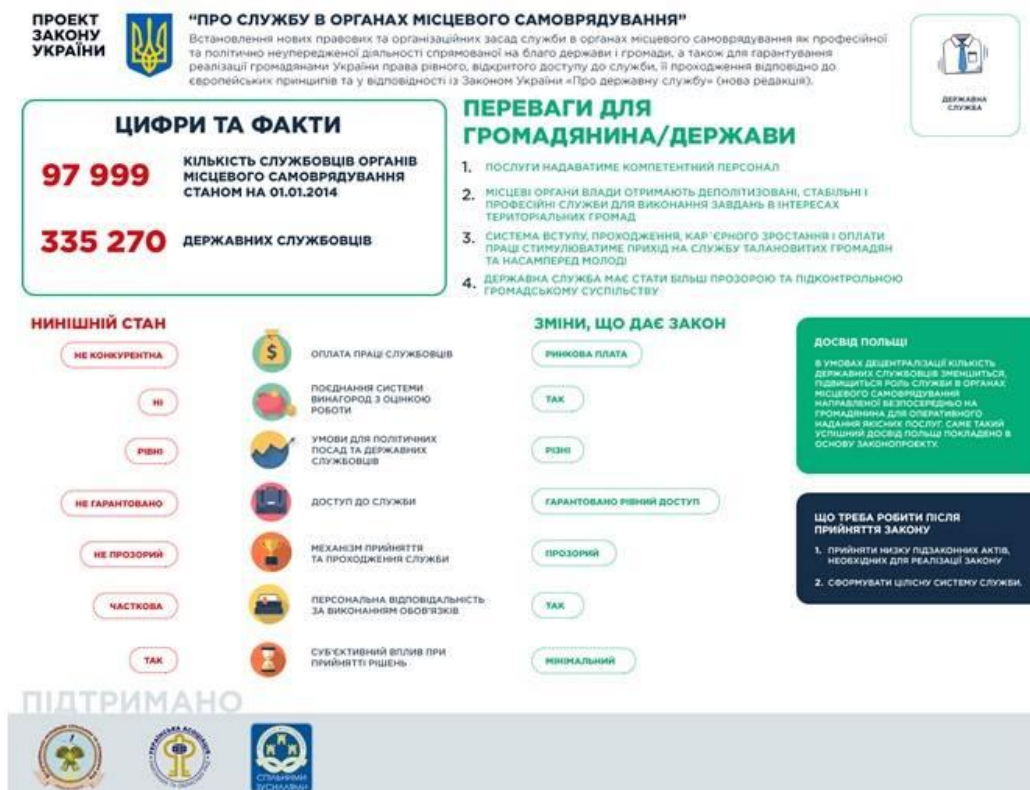 ПРОЕКТ
ЗАКОНУ
УКРАЇНИ
“ПРО СЛУЖБУ В ОРГАНАХ МІСЦЕВОГО САМОВРЯДУВАННЯ”
Встановлення нових правових та організаційних засад служби в органах місцевого самоврядування як професійної
та політично неупередженої діяльності спрямованої на благо держави і громади, а також для гарантування
реалізації громадянами України права рівного, відкритого доступу до служби, її проходження відповідно до
європейських принципів та у відповідності із Законом України «Про державну службу» (нова редакція).
ДЕРЖАВНА
СЛУЖБА
ЦИФРИ ТА ФАКТИ
97 999
КІЛЬКІСТЬ СЛУЖБОВЦІВ ОРГАНІВ
МІСЦЕВОГО САМОВРЯДУВАННЯ
СТАНОМ НА 01.01.2014
335 270
ДЕРЖАВНИХ СЛУЖБОВЦІВ
ПЕРЕВАГИ ДЛЯ
ГРОМАДЯНИНА/ДЕРЖАВИ
1. ПОСЛУГИ НАДАВАТИМЕ КОМПЕТЕНТНИЙ ПЕРСОНАЛ
2. МІСЦЕВІ ОРГАНИ ВЛАДИ ОТРИМАЮТЬ ДЕПОЛІТИЗОВАНІ, СТАБІЛЬНІ І
ПРОФЕСІЙНІ СЛУЖБИ ДЛЯ ВИКОНАННЯ ЗАВДАНЬ В ІНТЕРЕСАХ
ТЕРИТОРІАЛЬНИХ ГРОМАД
3. СИСТЕМА ВСТУПУ, ПРОХОДЖЕННЯ, КАР`ЄРНОГО ЗРОСТАННЯ І ОПЛАТИ
ПРАЦІ СТИМУЛЮВАТИМЕ ПРИХІД НА СЛУЖБУ ТАЛАНОВИТИХ ГРОМАДЯН
ТА НАСАМПЕРЕД МОЛОДІ
4. ДЕРЖАВНА СЛУЖБА МАЄ СТАТИ БІЛЬШ ПРОЗОРОЮ ТА ПІДКОНТРОЛЬНОЮ
ГРОМАДСЬКОМУ СУСПІЛЬСТВУ
НИНІШНІЙ СТАН
ЗМІНИ, ЩО ДАЄ ЗАКОН
НЕ КОНКУРЕНТНА
ОПЛАТА ПРАЦІ СЛУЖБОВЦІВ
РИНКОВА ПЛАТА
НІ
ПОЄДНАННЯ СИСТЕМИ
ВИНАГОРОД З ОЦІНКОЮ
РОБОТИ
ТАК
РІВНІ
УМОВИ ДЛЯ ПОЛІТИЧНИХ
ПОСАД ТА ДЕРЖАВНИХ
СЛУЖБОВЦІВ
РІЗНІ
НЕ ГАРАНТОВАНО
ДОСТУП ДО СЛУЖБИ
ГАРАНТОВАНО РІВНИЙ ДОСТУП
НЕ ПРОЗОРИЙ
МЕХАНІЗМ ПРИЙНЯТТЯ
ТА ПРОХОДЖЕННЯ СЛУЖБИ
ПРОЗОРИЙ
ЧАСТКОВА
ПЕРСОНАЛЬНА ВІДПОВІДАЛЬНІСТЬ
ЗА ВИКОНАННЯМ ОБОВ'ЯЗКІВ
ТАК
ТАК
СУБ'ЄКТИВНИЙ ВПЛИВ ПРИ
ПРИЙНЯТТІ РІШЕНЬ
МІНІМАЛЬНИЙ
ДОСВІД ПОЛЬЩІ
В УМОВАХ ДЕЦЕНТРАЛІЗАЦІЇ КІЛЬКІСТЬ
ДЕРЖАВНИХ СЛУЖБОВЦІВ ЗМЕНШИТЬСЯ,
ПІДВИЩИТЬСЯ РОЛЬ СЛУЖБИ В ОРГАНАХ
МІСЦЕВОГО САМОВРЯДУВАННЯ
НАПРАВЛЕНОЇ БЕЗПОСЕРЕДНЬО НА
ГРОМАДЯНИНА ДЛЯ ОПЕРАТИВНОГО
НАДАННЯ ЯКІСНИХ ПОСЛУГ. САМЕ ТАКИЙ
УСПІШНИЙ ДОСВІД ПОЛЬЩІ ПОКЛАДЕНО В
ОСНОВУ ЗАКОНОПРОЕКТУ.
ЩО ТРЕБА РОБИТИ ПІСЛЯ
ПРИЙНЯТТЯ ЗАКОНУ
1. ПРИЙНЯТИ НИЗКУ ПІДЗАКОННИХ АКТІВ,
НЕОБХІДНИХ ДЛЯ РЕАЛІЗАЦІЇ ЗАКОНУ
2. СФОРМУВАТИ ЦІЛІСНУ СИСТЕМУ СЛУЖБИ.
ПІДТРИМАНО
УКРАЇНСЬКА АСОЦІАЦІЯ
СПІЛЬНИМИ
ЗУСИЛЛЯМИ